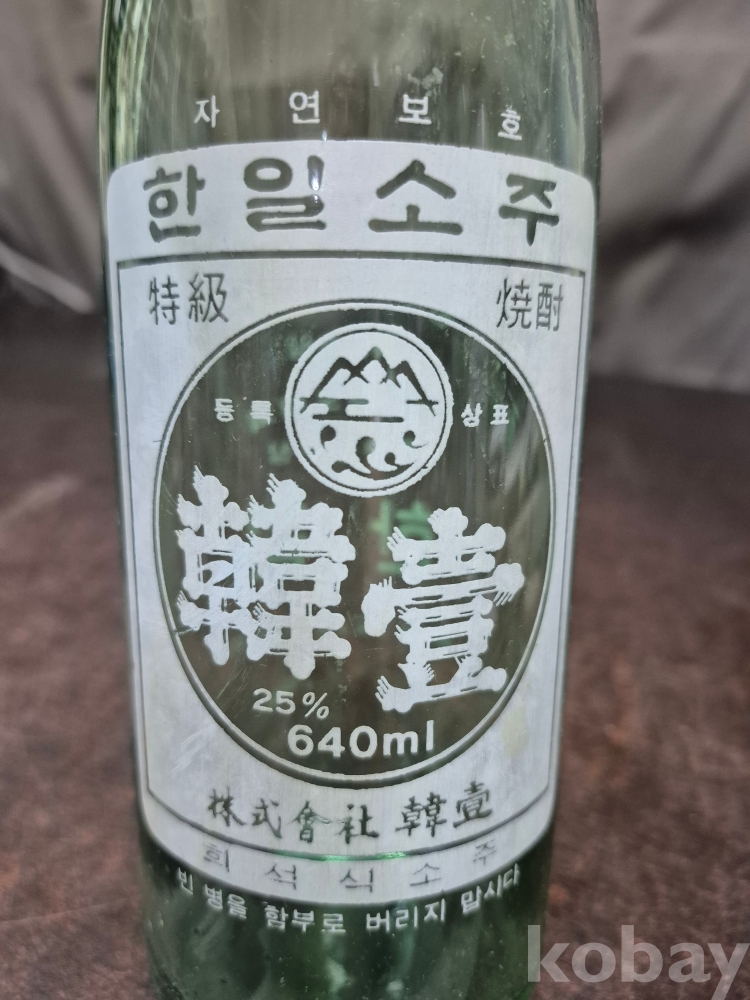 자연보호
한일소주
特級 燒酎
등록 상표
韓壹
25%
640ml
株式會社 韓壹
희석식소주
빈 병을 함부로 버리지 맙시다
kobay